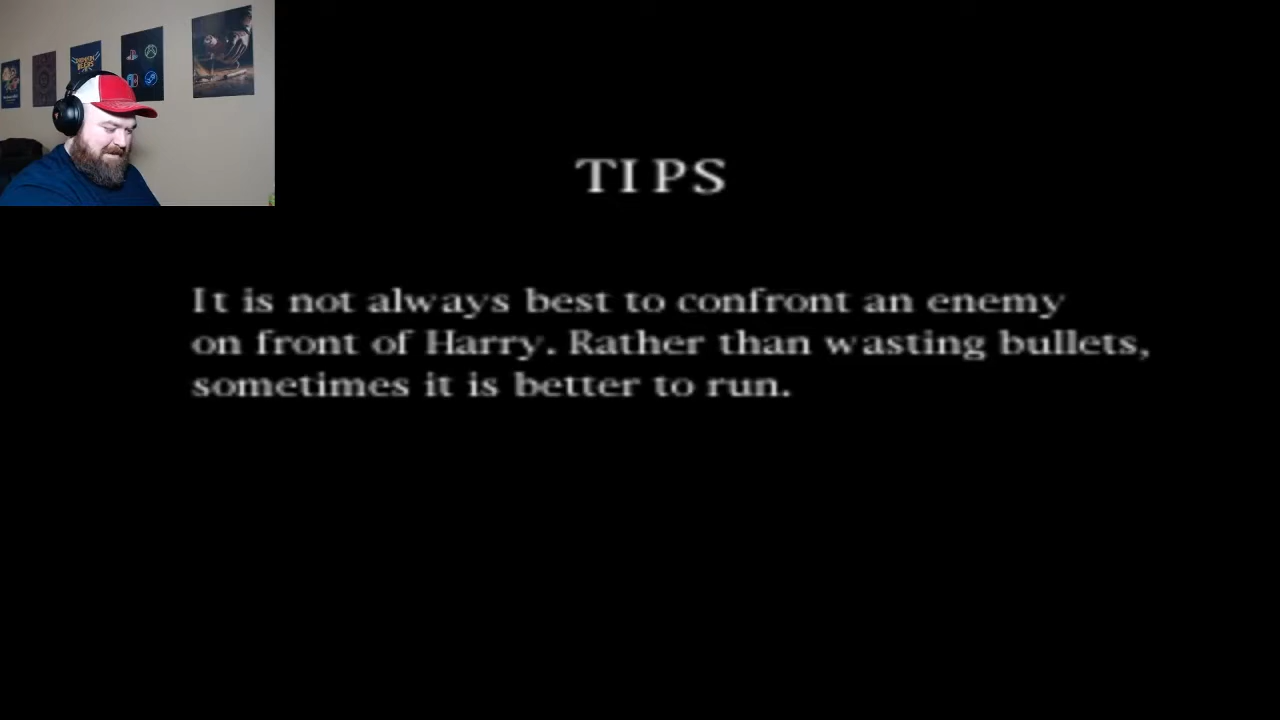 TIPS
It is not always best to confront an enemy
on front of Harry. Rather than wasting bullets,
sometimes it is better to run.